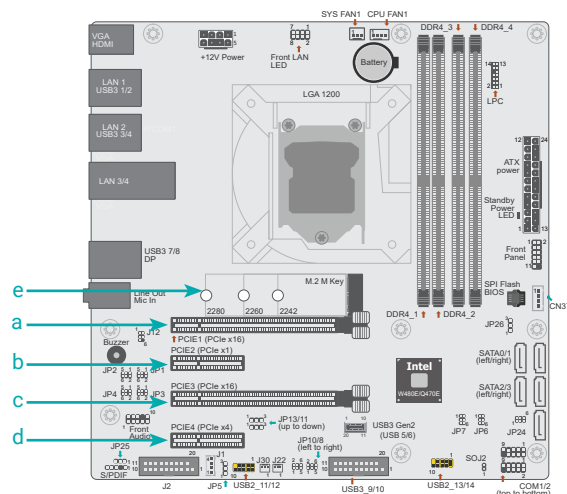 SYS FAN1 CPU FAN1
VGA
HDMI
+12V Power
7 1
8 2
Front LAN
LED
Battery
DDR4_3 DDR4_4
LAN 1
USB3 1/2
LGA 1200
14 13
2 1
LPC
LAN 2
USB3 3/4
12 24
ATX
power
LAN 3/4
Standby
Power
LED
1 13
USB3 7/8
DP
1 2
Front
Panel
11
e
M.2 M Key
SPI Flash
BIOS
Line Out
Mic In
2280 2260 2242
CN3
a
DDR4_1 DDR4_2
J12
JP26
PCIE1 (PCIe x16)
Buzzer
b
PCIE2 (PCIe x1)
SATA0/1
(left/right)
Intel
W480E/Q470E
JP2 JP1
c
PCIE3 (PCIe x16)
SATA2/3
(left/right)
JP4 JP3
JP13/11
(up to down)
USB3 Gen2
(USB 5/6)
JP7 JP6 JP24
Front
Audio
d
PCIE4 (PCIe x4)
JP10/8
(left to right)
JP25
J1
J30 J22
SOJ2
S/PDIF
J2 JP5 USB2_11/12 USB3_9/10 USB2_13/14 COM1/2
(top to bottom)